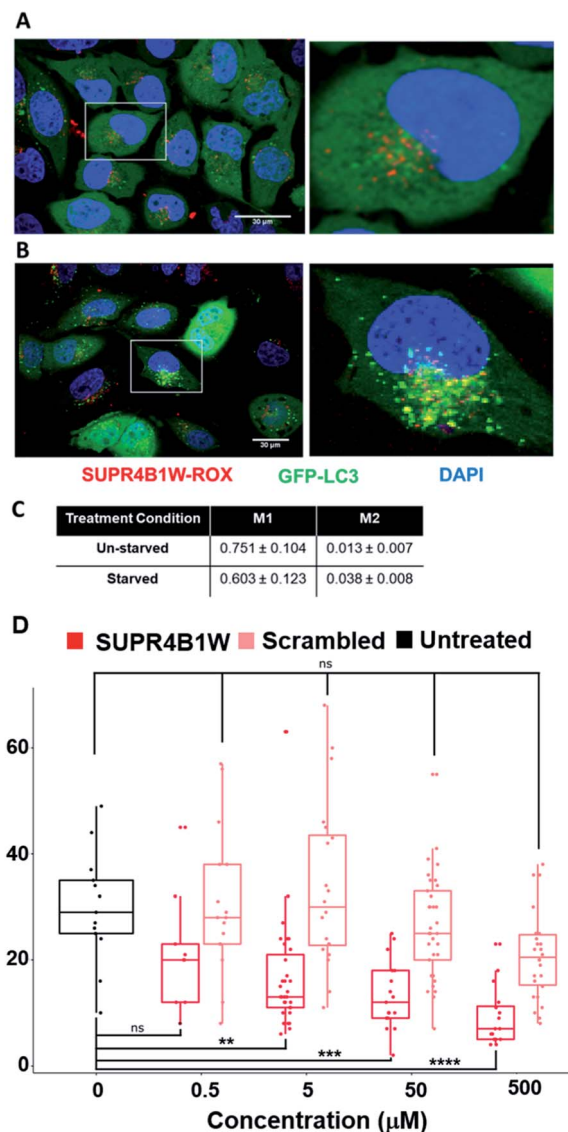 A
30 µm
B
30 µm
SUPR4B1W-ROX GFP-LC3 DAPI
C
Treatment Condition M1 M2
Un-starved 0.751 ± 0.104 0.013 ± 0.007
Starved 0.603 ± 0.123 0.038 ± 0.008
D
SUPR4B1W Scrambled Untreated
ns
60
40
20
ns
**
***
****
0
0 0.5 5 50 500
Concentration (µM)